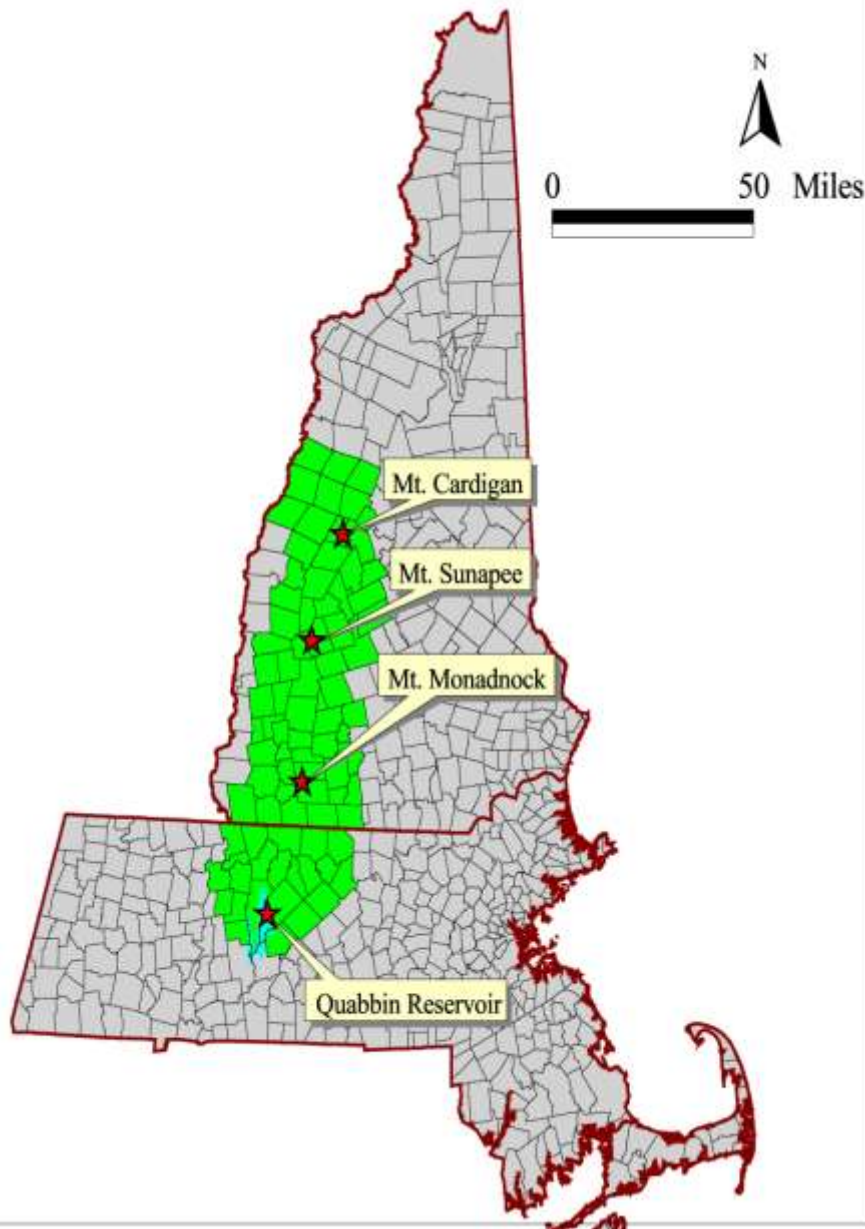 N
0 50 Miles
Mt. Cardigan
Mt. Sunapee
Mt. Monadnock
Quabbin Reservoir